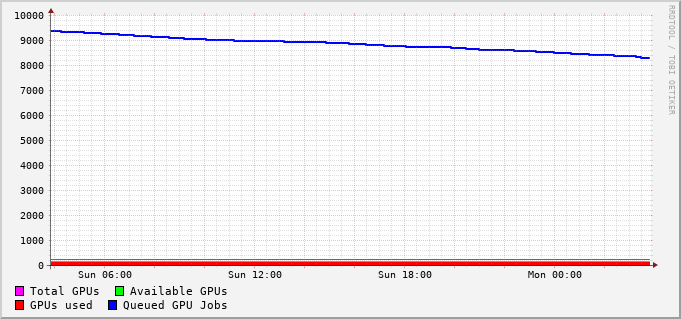 10000
9000
8000
7000
6000
5000
4000
3000
2000
1000
0
Sun 06:00 Sun 12:00 Sun 18:00 Mon 00:00
Total GPUs Available GPUs
GPUs used Queued GPU Jobs
RRDTOOL / TOBI OETIKER